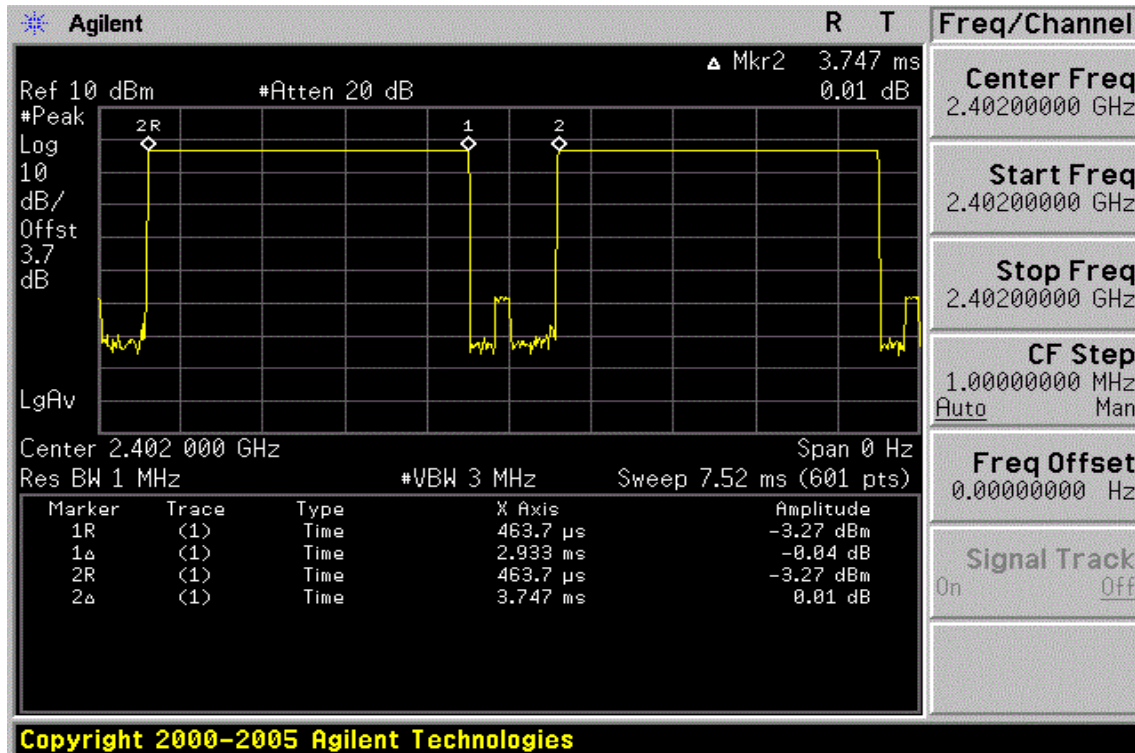 Agilent R T
Δ Mkr2 3.747 ms
Ref 10 dBm #Atten 20 dB 0.01 dB
#Peak
Log
10
dB/
Offst
3.7
dB
LgAv
2R 1 2
Center 2.402 000 GHz Span 0 Hz
Res BW 1 MHz #VBW 3 MHz Sweep 7.52 ms (601 pts)
Marker Trace Type X Axis Amplitude
1R (1) Time 463.7 µs -3.27 dBm
1Δ (1) Time 2.933 ms -0.04 dB
2R (1) Time 463.7 µs -3.27 dBm
2Δ (1) Time 3.747 ms 0.01 dB
Freq/Channel
Center Freq
2.40200000 GHz
Start Freq
2.40200000 GHz
Stop Freq
2.40200000 GHz
CF Step
1.00000000 MHz
Auto Man
Freq Offset
0.00000000 Hz
Signal Track
On Off
Copyright 2000-2005 Agilent Technologies